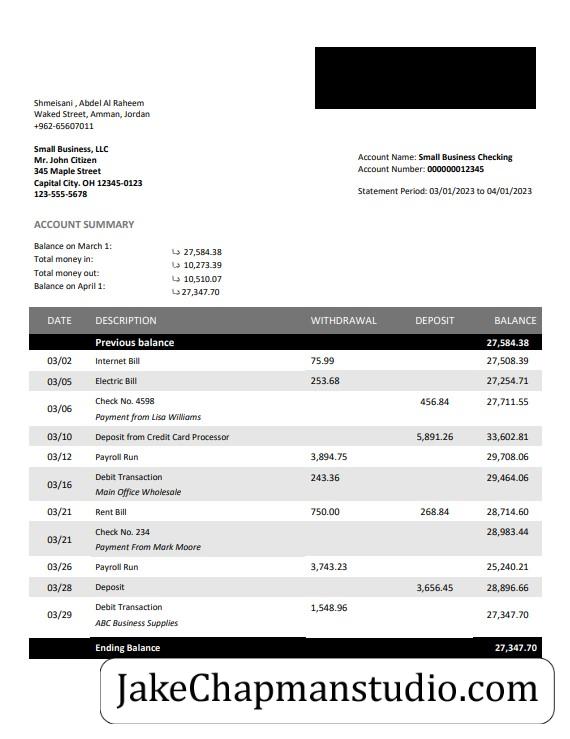 Shmeisani , Abdel Al Raheem
Waked Street, Amman, Jordan
+962-65607011
Small Business, LLC
Mr. John Citizen
345 Maple Street
Capital City. OH 12345-0123
123-555-5678
Account Name: Small Business Checking
Account Number: 000000012345
Statement Period: 03/01/2023 to 04/01/2023
ACCOUNT SUMMARY
Balance on March 1: 27,584.38 دا
Total money in: 10,273.39 دا
Total money out: 10,510.07 دا
Balance on April 1: 27,347.70 دا
DATE DESCRIPTION WITHDRAWAL DEPOSIT BALANCE
Previous balance 27,584.38
03/02 Internet Bill 75.99 27,508.39
03/05 Electric Bill 253.68 27,254.71
03/06 Check No. 4598 456.84 27,711.55
Payment from Lisa Williams
03/10 Deposit from Credit Card Processor 5,891.26 33,602.81
03/12 Payroll Run 3,894.75 29,708.06
03/16 Debit Transaction 243.36 29,464.06
Main Office Wholesale
03/21 Rent Bill 750.00 268.84 28,714.60
03/21 Check No. 234 28,983.44
Payment From Mark Moore
03/26 Payroll Run 3,743.23 25,240.21
03/28 Deposit 3,656.45 28,896.66
03/29 Debit Transaction 1,548.96 27,347.70
ABC Business Supplies
Ending Balance 27,347.70
JakeChapmanstudio.com